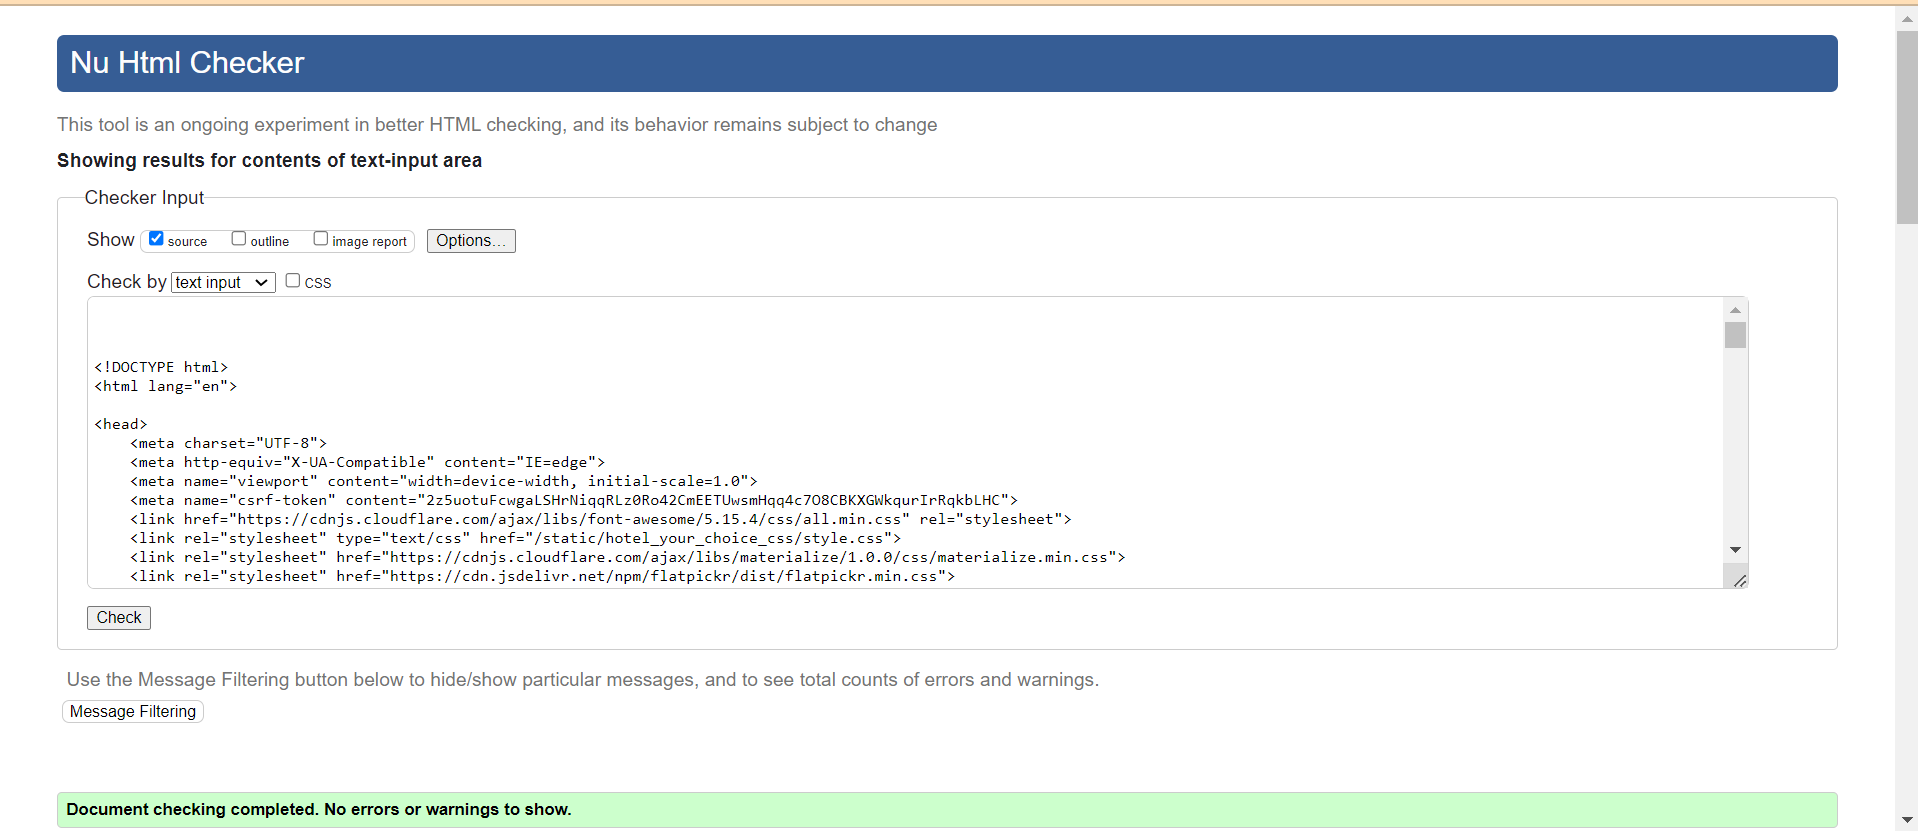 Nu Html Checker
This tool is an ongoing experiment in better HTML checking, and its behavior remains subject to change
Showing results for contents of text-input area
Checker Input
Show source outline image report Options...
Check by text input css
<!DOCTYPE html>
<html lang="en">
<head>
<meta charset="UTF-8">
<meta http-equiv="X-UA-Compatible" content="IE=edge">
<meta name="viewport" content="width=device-width, initial-scale=1.0">
<meta name="csrf-token" content="2z5uotuFcwgaLSHrNiqqRLz0Ro42CmEETUwsmHqq4c7O8CBKXGWkqurIrRqkbLHC">
<link href="https://cdnjs.cloudflare.com/ajax/libs/font-awesome/5.15.4/css/all.min.css" rel="stylesheet">
<link rel="stylesheet" type="text/css" href="/static/hotel_your_choice_css/style.css">
<link rel="stylesheet" href="https://cdnjs.cloudflare.com/ajax/libs/materialize/1.0.0/css/materialize.min.css">
<link rel="stylesheet" href="https://cdn.jsdelivr.net/npm/flatpickr/dist/flatpickr.min.css">
Check
Use the Message Filtering button below to hide/show particular messages, and to see total counts of errors and warnings.
Message Filtering
Document checking completed. No errors or warnings to show.